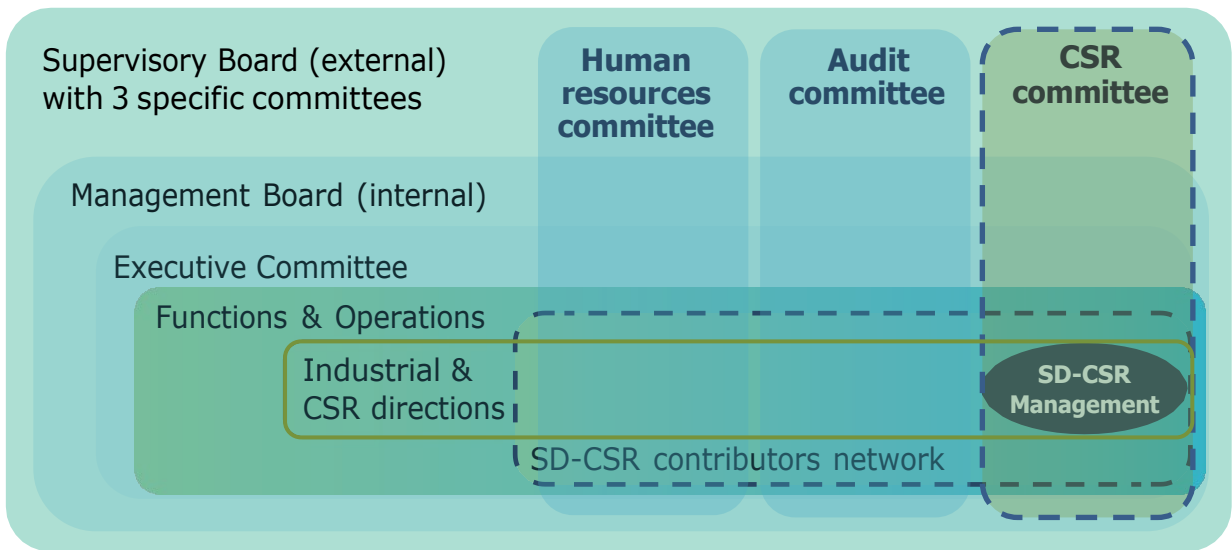 Supervisory Board (external)
with 3 specific committees
Human
resources
committee
Audit
committee
CSR
committee
Management Board (internal)
Executive Committee
Functions & Operations
Industrial &
CSR directions
SD-CSR
Management
SD-CSR contributors network